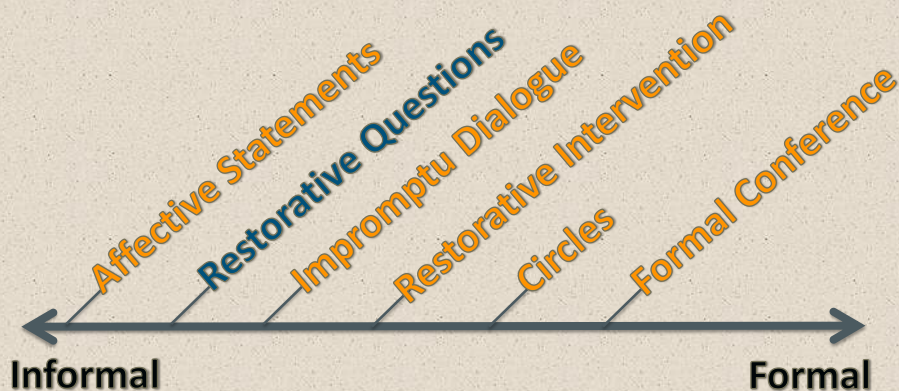 Affective Statements
Restorative Questions
Impromptu Dialogue
Restorative Intervention
Circles
Formal Conference
Informal
Formal